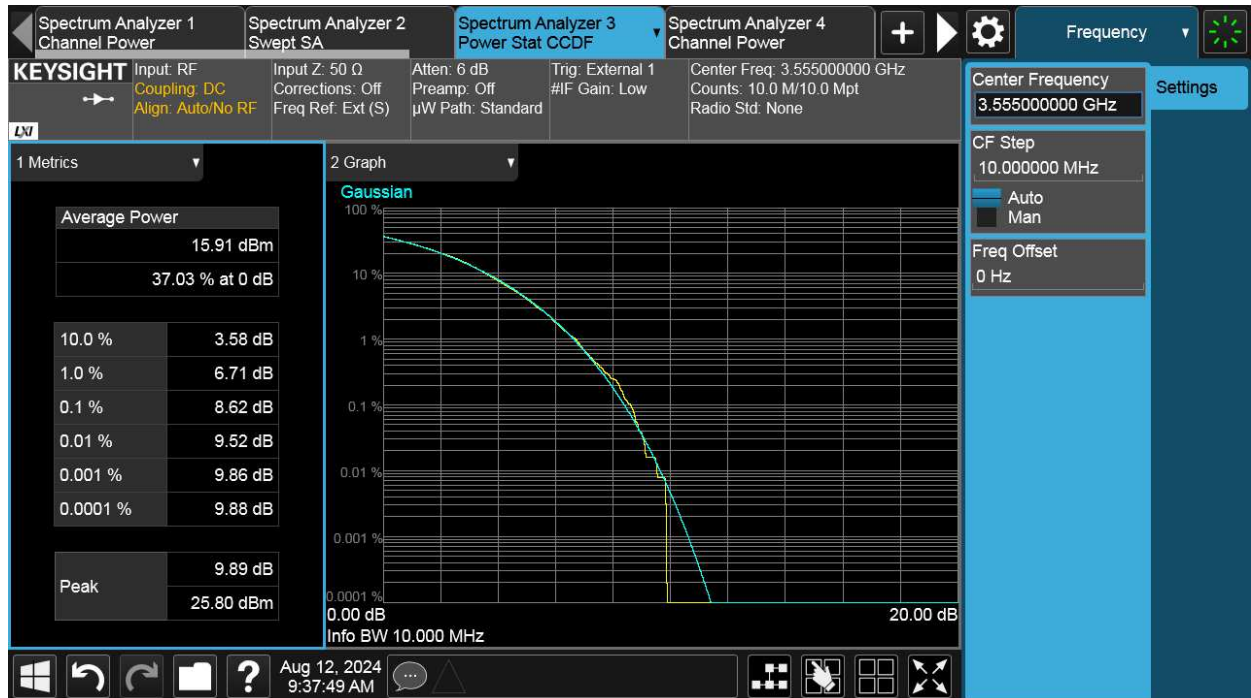 Spectrum Analyzer 1
Channel Power
Spectrum Analyzer 2
Swept SA
Spectrum Analyzer 3
Power Stat CCDF
Spectrum Analyzer 4
Channel Power
+
Frequency
KEYSIGHT
LXI
Input: RF
Coupling: DC
Align: Auto/No RF
Input Z: 50 Ω
Corrections: Off
Freq Ref: Ext (S)
Atten: 6 dB
Preamp: Off
µW Path: Standard
Trig: External 1
#IF Gain: Low
Center Freq: 3.555000000 GHz
Counts: 10.0 M/10.0 Mpt
Radio Std: None
Center Frequency
3.555000000 GHz
Settings
CF Step
10.000000 MHz
Auto
Man
Freq Offset
0 Hz
1 Metrics
Average Power
15.91 dBm
37.03 % at 0 dB
10.0 % 3.58 dB
1.0 % 6.71 dB
0.1 % 8.62 dB
0.01 % 9.52 dB
0.001 % 9.86 dB
0.0001 % 9.88 dB
Peak
9.89 dB
25.80 dBm
2 Graph
Gaussian
100 %
10 %
1 %
0.1 %
0.01 %
0.001 %
0.0001 %
0.00 dB 20.00 dB
Info BW 10.000 MHz
?
Aug 12, 2024
9:37:49 AM